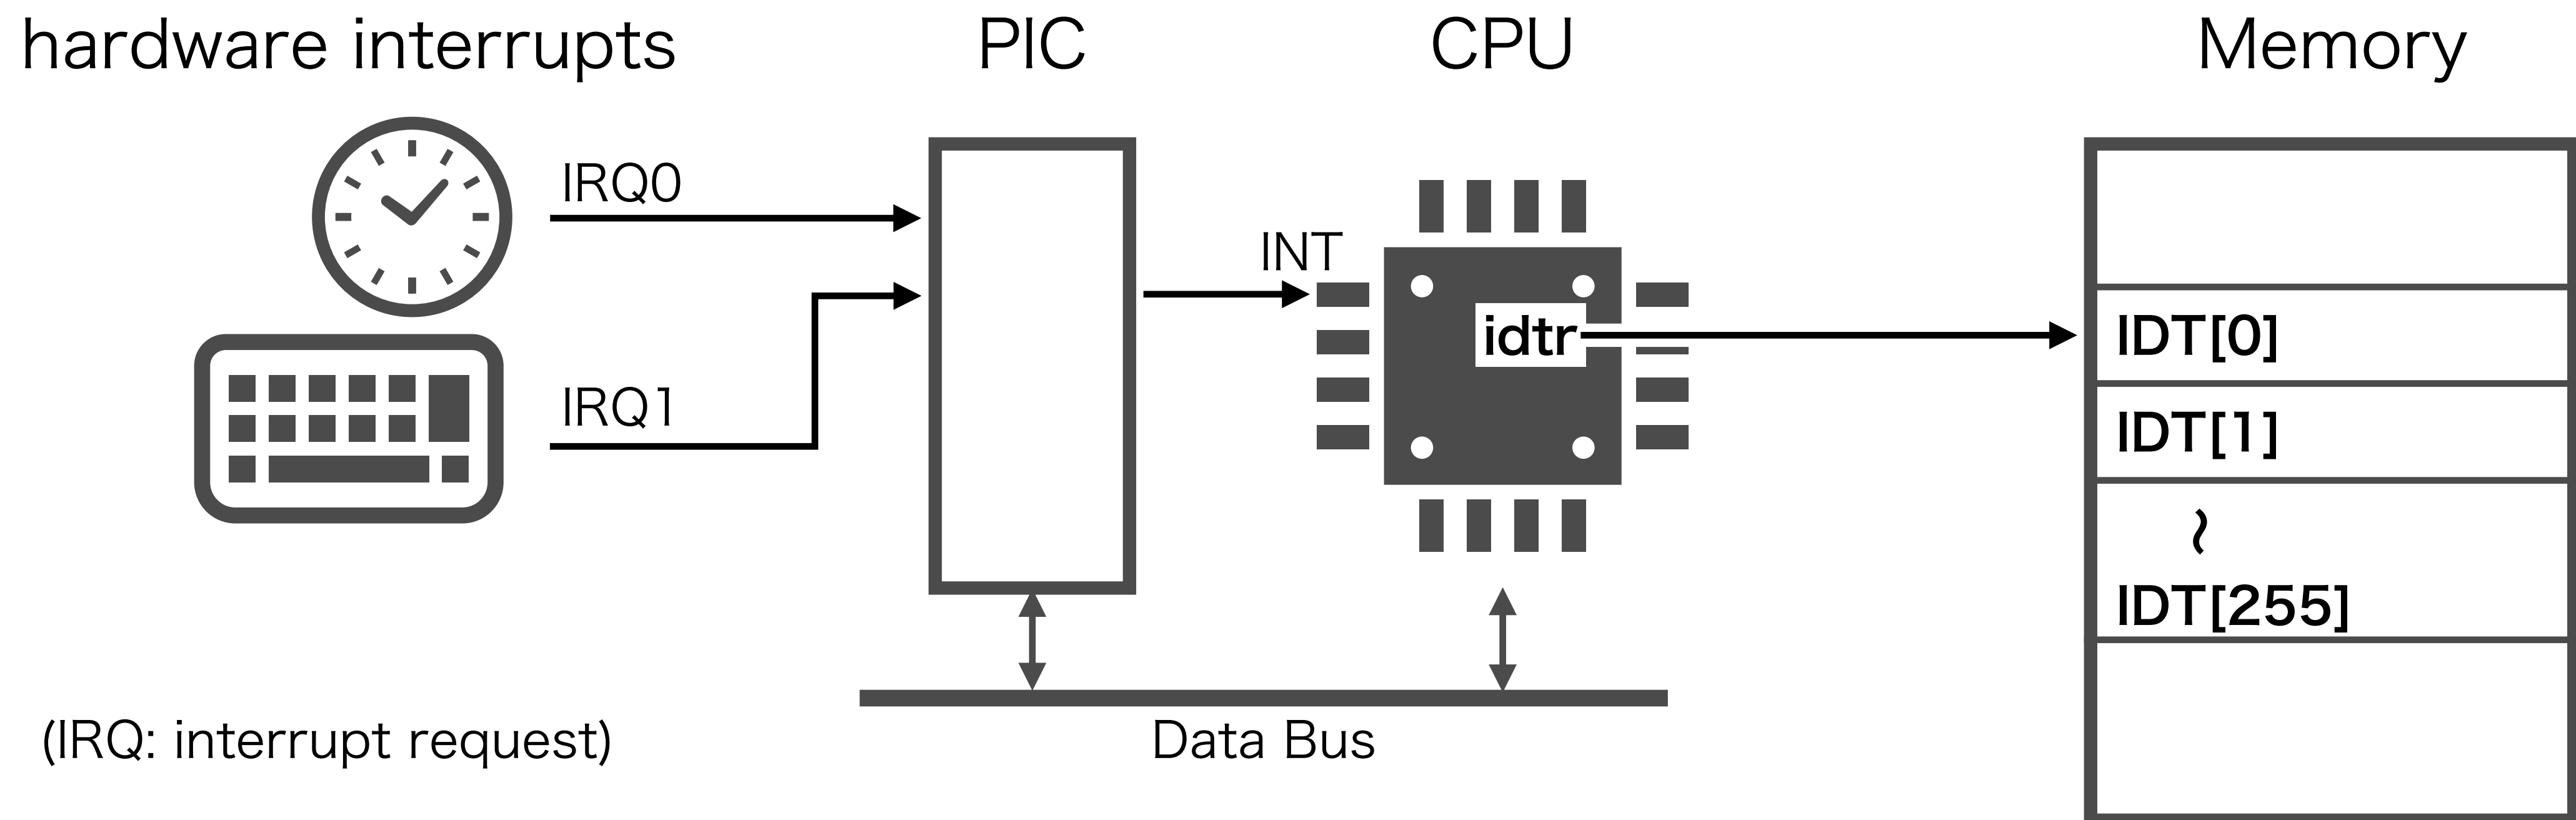 hardware interrupts
PIC
CPU
Memory
IRQ0
INT
idtr
IDT[0]
IRQ1
IDT[1]
~
IDT[255]
(IRQ: interrupt request)
Data Bus